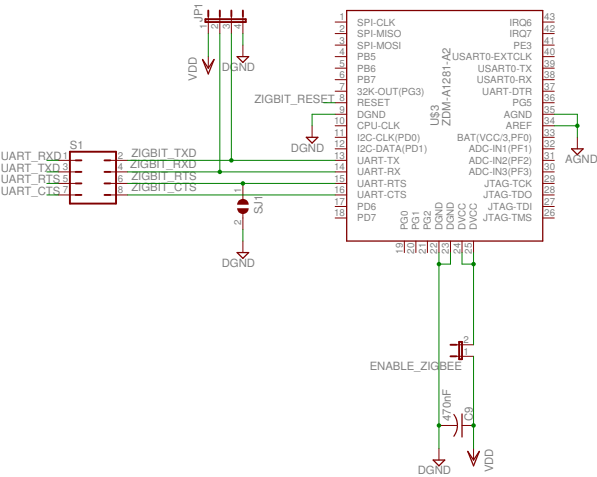 JP1
1 2 3 4
VDD
DGND
S1
UART_RXD 1 2 ZIGBIT_TXD
UART_TXD 3 4 ZIGBIT_RXD
UART_RTS 5 6 ZIGBIT_RTS
UART_CTS 7 8 ZIGBIT_CTS
1
SJ1
2
DGND
ZIGBIT_RESET
DGND
U$3
ZDM-A1281-A2
1 SPI-CLK
2 SPI-MISO
3 SPI-MOSI
4 PB5
5 PB6
6 PB7
7 32K-OUT(PG3)
8 RESET
9 DGND
10 CPU-CLK
11 I2C-CLK(PD0)
12 I2C-DATA(PD1)
13 UART-TX
14 UART-RX
15 UART-RTS
16 UART-CTS
17 PD6
18 PD7
IRQ6 43
IRQ7 42
PE3 41
USART0-EXTCLK 40
USART0-TX 39
USART0-RX 38
UART-DTR 37
PG5 36
AGND 35
AREF 34
BAT(VCC/3,PF0) 33
ADC-IN1(PF1) 32
ADC-IN2(PF2) 31
ADC-IN3(PF3) 30
JTAG-TCK 29
JTAG-TDO 28
JTAG-TDI 27
JTAG-TMS 26
AGND
PG0 19
PG1 20
PG2 21
DGND 22
DGND 23
DVCC 24
DVCC 25
2
1
ENABLE_ZIGBEE
470nF
C9
DGND
VDD